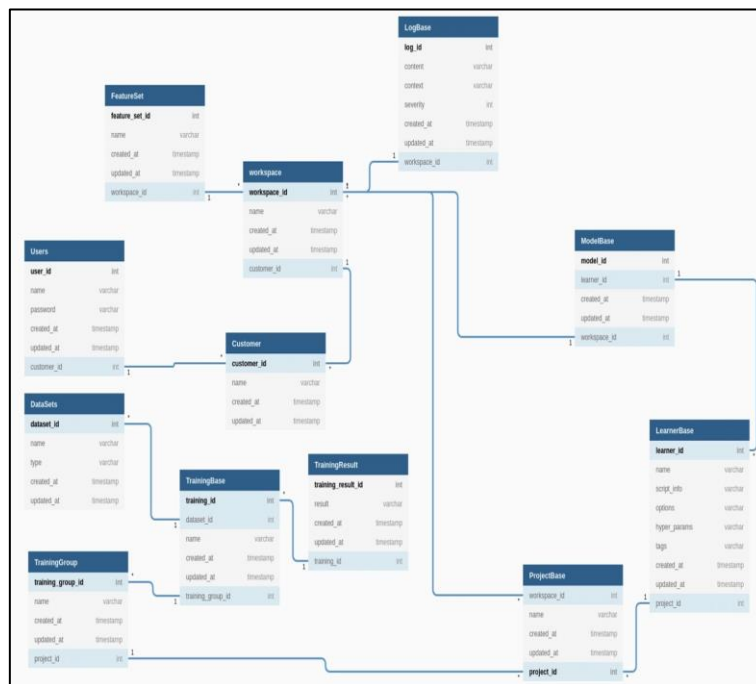 LogBase
log_id int
content varchar
context varchar
severity int
created_at timestamp
updated_at timestamp
workspace_id int
FeatureSet
feature_set_id int
name varchar
created_at timestamp
updated_at timestamp
workspace_id int
workspace
workspace_id int
name varchar
created_at timestamp
updated_at timestamp
customer_id int
Users
user_id int
name varchar
password varchar
created_at timestamp
updated_at timestamp
customer_id int
ModelBase
model_id int
learner_id int
created_at timestamp
updated_at timestamp
workspace_id int
Customer
customer_id int
name varchar
created_at timestamp
updated_at timestamp
DataSets
dataset_id int
name varchar
type varchar
created_at timestamp
updated_at timestamp
TrainingBase
training_id int
dataset_id int
name varchar
created_at timestamp
updated_at timestamp
training_group_id int
TrainingResult
training_result_id int
result varchar
created_at timestamp
updated_at timestamp
training_id int
LearnerBase
learner_id int
name varchar
script_info varchar
options varchar
hyper_params varchar
tags varchar
created_at timestamp
updated_at timestamp
project_id int
TrainingGroup
training_group_id int
name varchar
created_at timestamp
updated_at timestamp
project_id int
ProjectBase
workspace_id int
name varchar
created_at timestamp
updated_at timestamp
project_id int